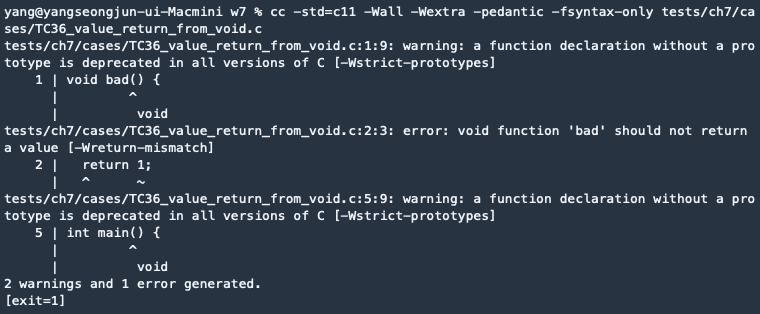 yang@yangseongjun-ui-Macmini w7 % cc -std=c11 -Wall -Wextra -pedantic -fsyntax-only tests/ch7/ca
ses/TC36_value_return_from_void.c
tests/ch7/cases/TC36_value_return_from_void.c:1:9: warning: a function declaration without a pro
totype is deprecated in all versions of C [-Wstrict-prototypes]
    1 | void bad() {
      |         ^
      |          void
tests/ch7/cases/TC36_value_return_from_void.c:2:3: error: void function 'bad' should not return
a value [-Wreturn-mismatch]
    2 |   return 1;
      |   ^      ~
tests/ch7/cases/TC36_value_return_from_void.c:5:9: warning: a function declaration without a pro
totype is deprecated in all versions of C [-Wstrict-prototypes]
    5 | int main() {
      |         ^
      |          void
2 warnings and 1 error generated.
[exit=1]